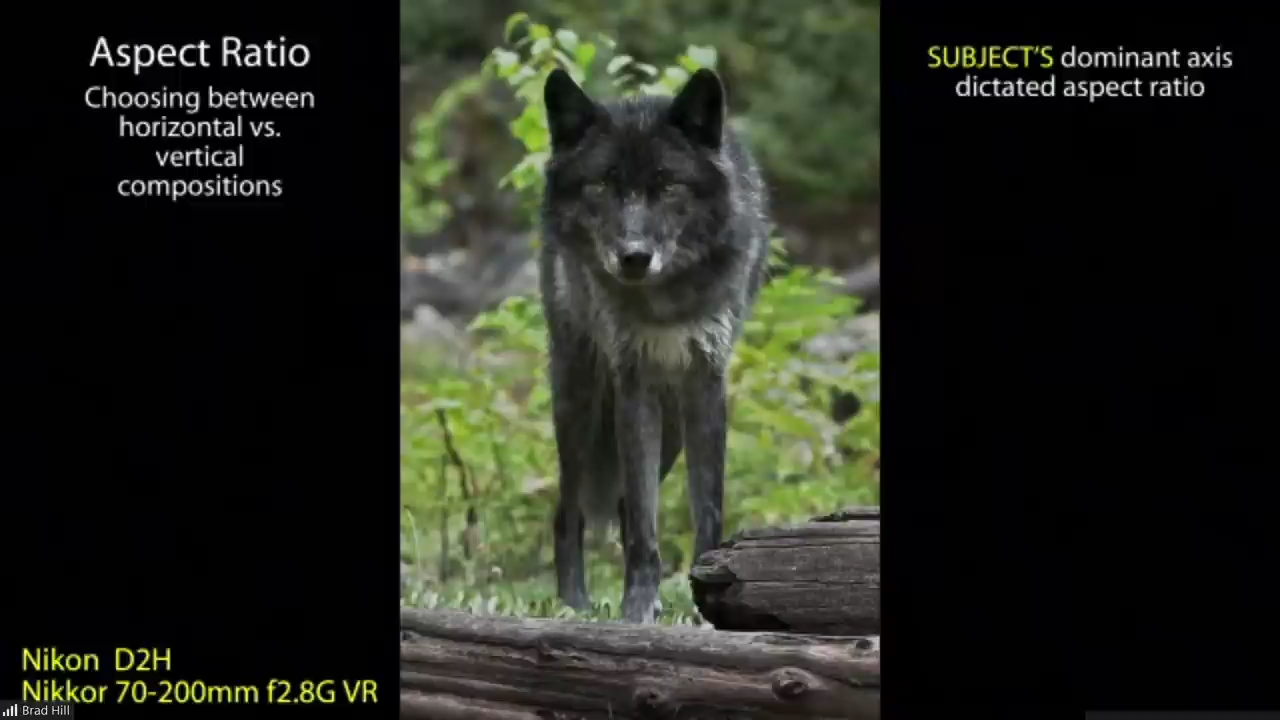 Aspect Ratio
Choosing between
horizontal vs.
vertical
compositions
SUBJECT'S dominant axis
dictated aspect ratio
Nikon D2H
Nikkor 70-200mm f2.8G VR
Brad Hill